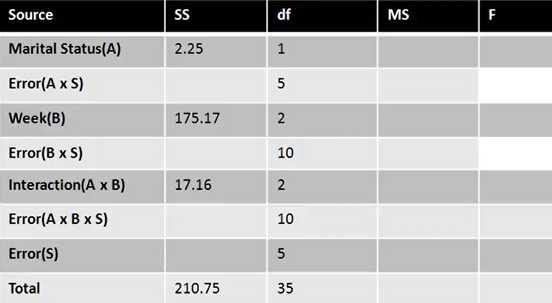 Source SS df MS F
Marital Status(A) 2.25 1
Error(A x S) 5
Week(B) 175.17 2
Error(B x S) 10
Interaction(A x B) 17.16 2
Error(A x B x S) 10
Error(S) 5
Total 210.75 35